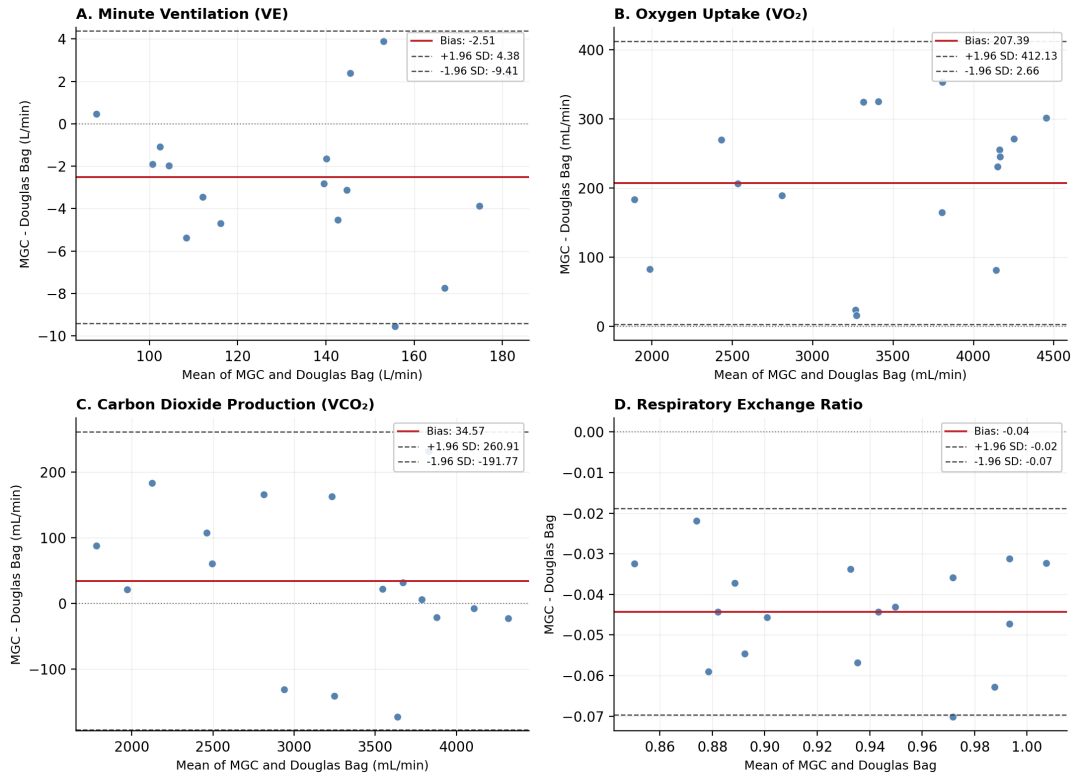 A. Minute Ventilation (VE)
Bias: -2.51
+1.96 SD: 4.38
-1.96 SD: -9.41
4
2
0
−2
−4
−6
−8
−10
MGC - Douglas Bag (L/min)
100
120
140
160
180
Mean of MGC and Douglas Bag (L/min)
B. Oxygen Uptake (VO₂)
Bias: 207.39
+1.96 SD: 412.13
-1.96 SD: 2.66
400
300
200
100
0
MGC - Douglas Bag (mL/min)
2000
2500
3000
3500
4000
4500
Mean of MGC and Douglas Bag (mL/min)
C. Carbon Dioxide Production (VCO₂)
Bias: 34.57
+1.96 SD: 260.91
-1.96 SD: -191.77
200
100
0
−100
MGC - Douglas Bag (mL/min)
2000
2500
3000
3500
4000
Mean of MGC and Douglas Bag (mL/min)
D. Respiratory Exchange Ratio
Bias: -0.04
+1.96 SD: -0.02
-1.96 SD: -0.07
0.00
−0.01
−0.02
−0.03
−0.04
−0.05
−0.06
−0.07
MGC - Douglas Bag
0.86
0.88
0.90
0.92
0.94
0.96
0.98
1.00
Mean of MGC and Douglas Bag